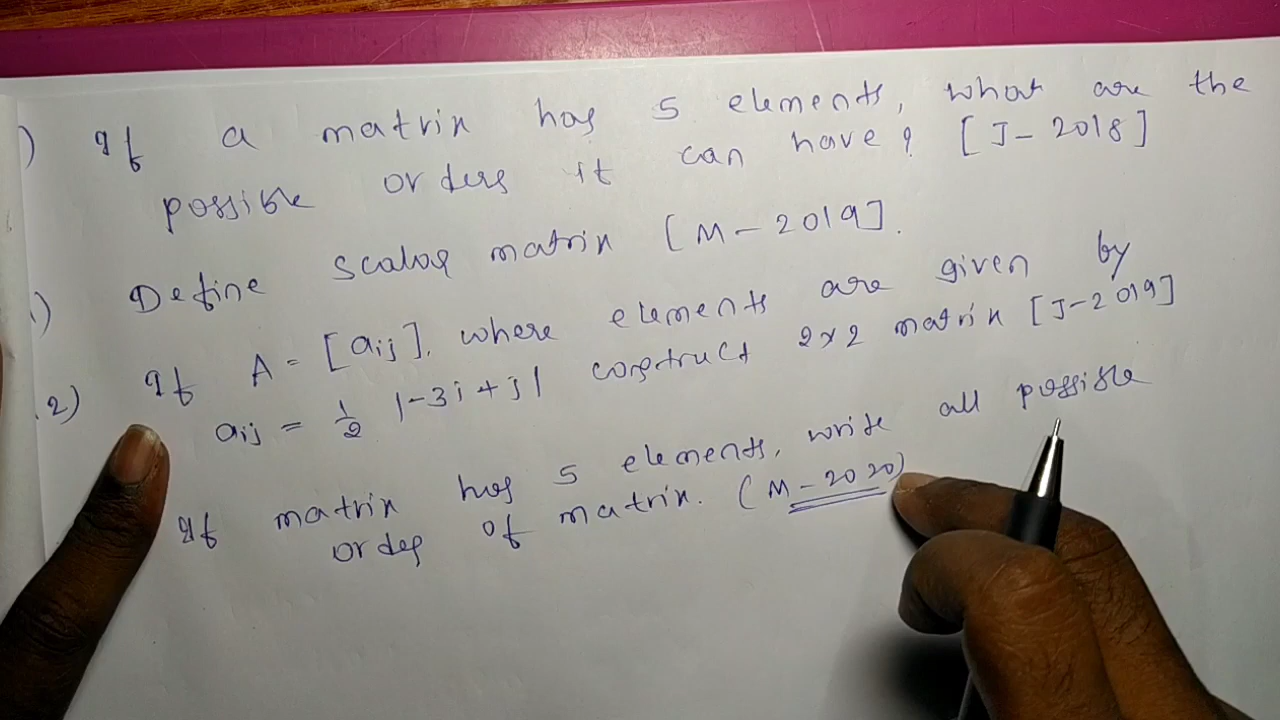 ) If a matrix has 5 elements, what are the
possible orders it can have? [J-2018]
) Define scalar matrix [M-2019].
2) If A = [aij], where elements are given by
aij = 1/2 |-3i+j| construct 2x2 matrix [J-2019]
If matrix has 5 elements, write all possible
order of matrix. (M-2020)